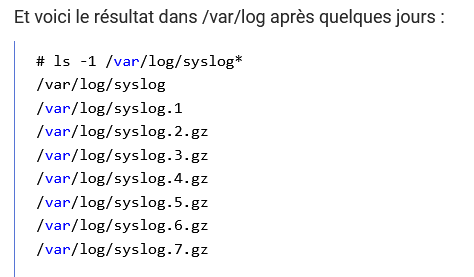 Et voici le résultat dans /var/log après quelques jours :
# ls -1 /var/log/syslog*
/var/log/syslog
/var/log/syslog.1
/var/log/syslog.2.gz
/var/log/syslog.3.gz
/var/log/syslog.4.gz
/var/log/syslog.5.gz
/var/log/syslog.6.gz
/var/log/syslog.7.gz